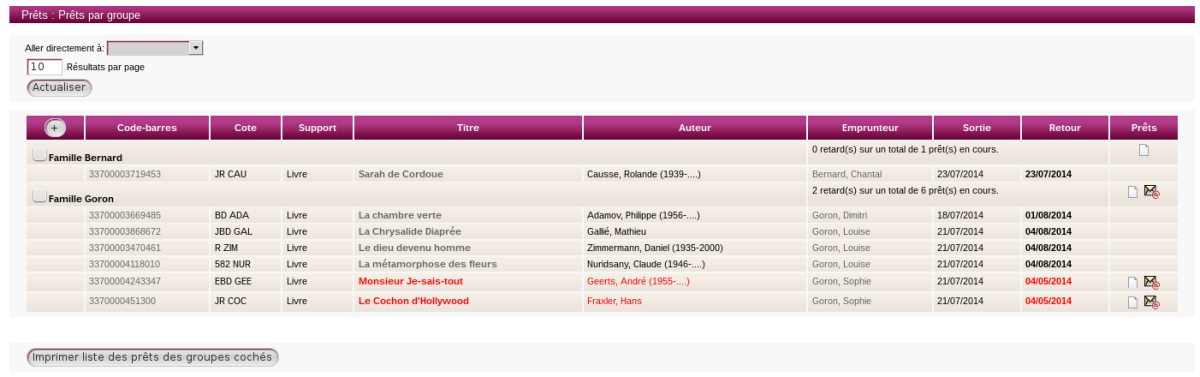 Prêts : Prêts par groupe
Aller directement à:
10 Résultats par page
Actualiser
+ Code-barres Cote Support Titre Auteur Emprunteur Sortie Retour Prêts
Famille Bernard 0 retard(s) sur un total de 1 prêt(s) en cours.
33700003719453 JR CAU Livre Sarah de Cordoue Causse, Rolande (1939-....) Bernard, Chantal 23/07/2014 23/07/2014
Famille Goron 2 retard(s) sur un total de 6 prêt(s) en cours.
33700003669485 BD ADA Livre La chambre verte Adamov, Philippe (1956-....) Goron, Dimitri 18/07/2014 01/08/2014
33700003868672 JBD GAL Livre La Chrysalide Diaprée Gallié, Mathieu Goron, Louise 21/07/2014 04/08/2014
33700003470461 R ZIM Livre Le dieu devenu homme Zimmermann, Daniel (1935-2000) Goron, Louise 21/07/2014 04/08/2014
33700004118010 582 NUR Livre La métamorphose des fleurs Nuridsany, Claude (1946-....) Goron, Louise 21/07/2014 04/08/2014
33700004243347 EBD GEE Livre Monsieur Je-sais-tout Geerts, André (1955-....) Goron, Sophie 21/07/2014 04/05/2014
3370000451300 JR COC Livre Le Cochon d'Hollywood Fraxler, Hans Goron, Sophie 21/07/2014 04/05/2014
Imprimer liste des prêts des groupes cochés